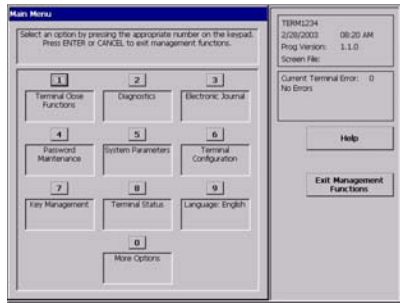 Main Menu
Select an option by pressing the appropriate number on the keypad.
Press ENTER or CANCEL to exit management functions.
1
Terminal Close
Functions
2
Diagnostics
3
Electronic Journal
4
Password
Maintenance
5
System Parameters
6
Terminal
Configuration
7
Key Management
8
Terminal Status
9
Language: English
0
More Options
TERM1234
2/28/2003 08:20 AM
Prog Version: 1.1.0
Screen File:
Current Terminal Error: 0
No Errors
Help
Exit Management
Functions